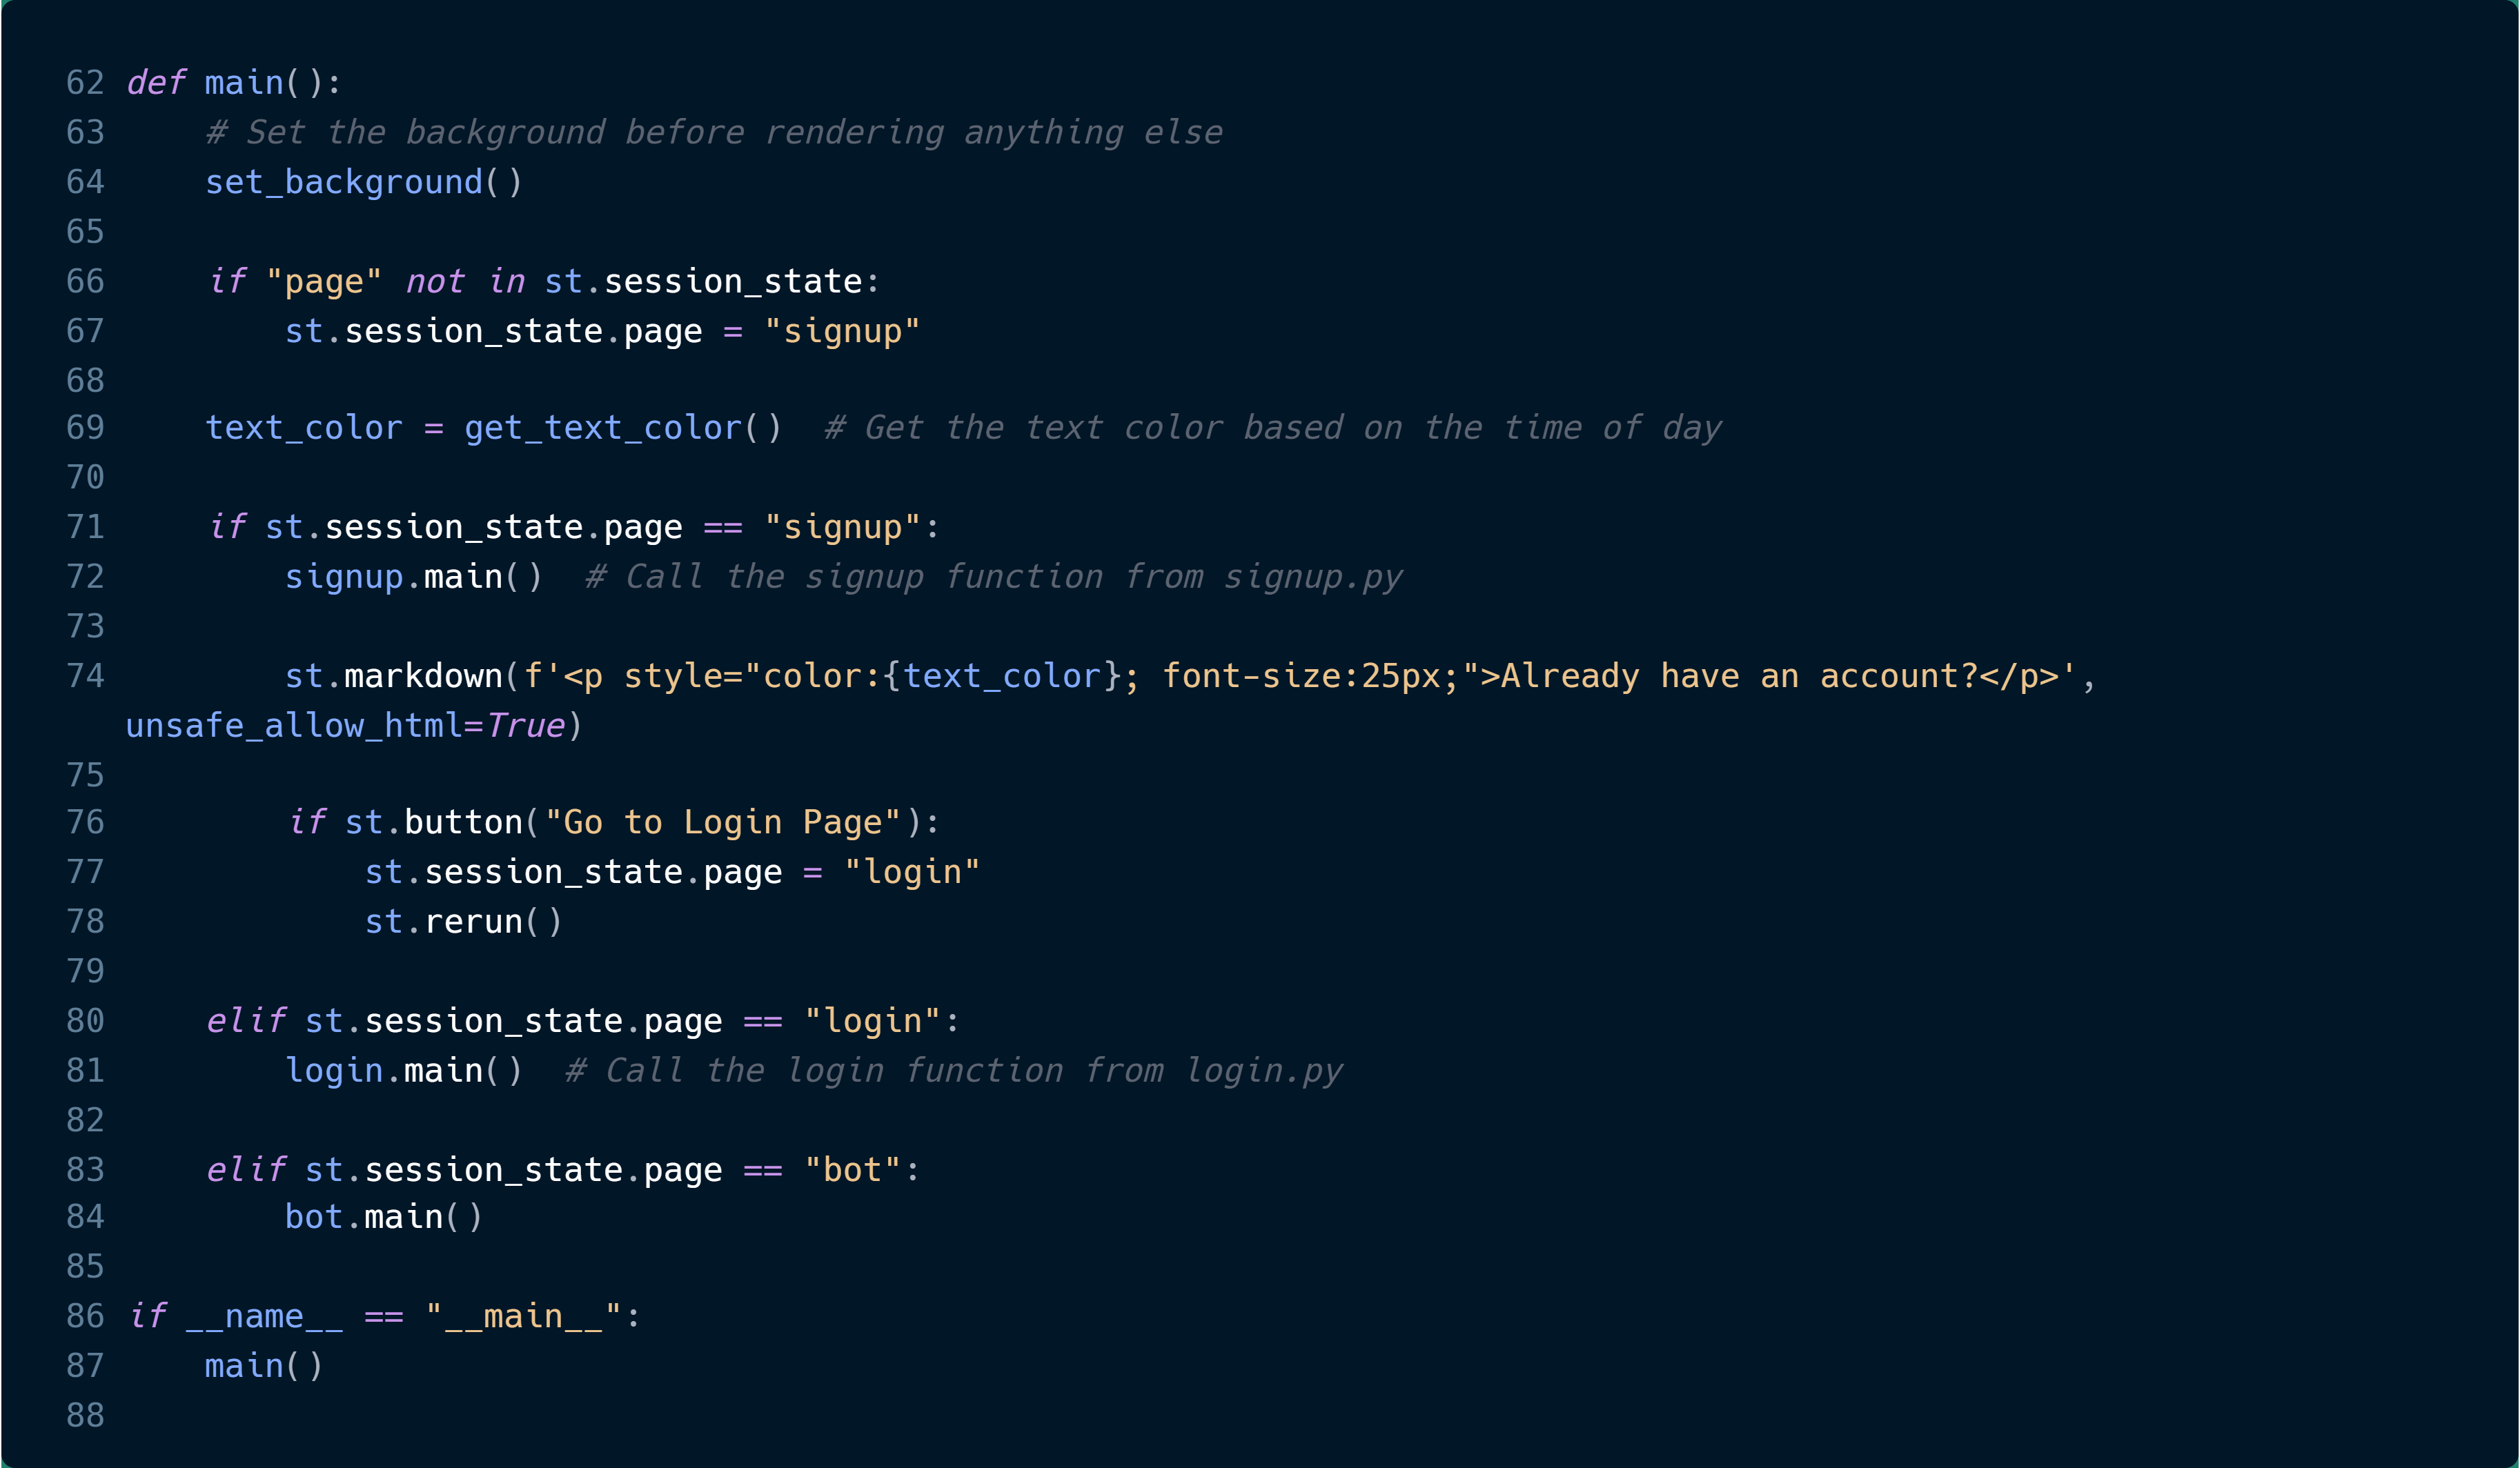 62 def main():
63     # Set the background before rendering anything else
64     set_background()
65
66     if "page" not in st.session_state:
67         st.session_state.page = "signup"
68
69     text_color = get_text_color()  # Get the text color based on the time of day
70
71     if st.session_state.page == "signup":
72         signup.main()  # Call the signup function from signup.py
73
74         st.markdown(f'<p style="color:{text_color}; font-size:25px;">Already have an account?</p>',
unsafe_allow_html=True)
75
76         if st.button("Go to Login Page"):
77             st.session_state.page = "login"
78             st.rerun()
79
80     elif st.session_state.page == "login":
81         login.main()  # Call the login function from login.py
82
83     elif st.session_state.page == "bot":
84         bot.main()
85
86 if __name__ == "__main__":
87     main()
88